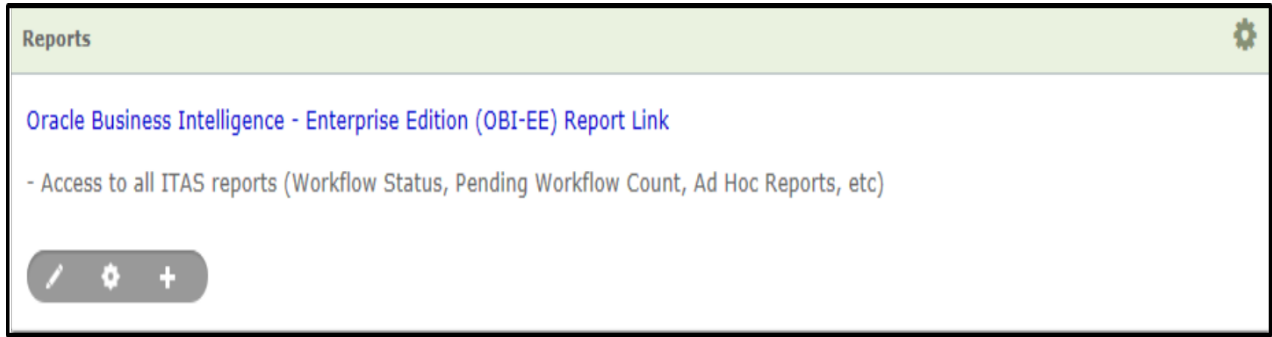 Reports
Oracle Business Intelligence - Enterprise Edition (OBI-EE) Report Link
- Access to all ITAS reports (Workflow Status, Pending Workflow Count, Ad Hoc Reports, etc)